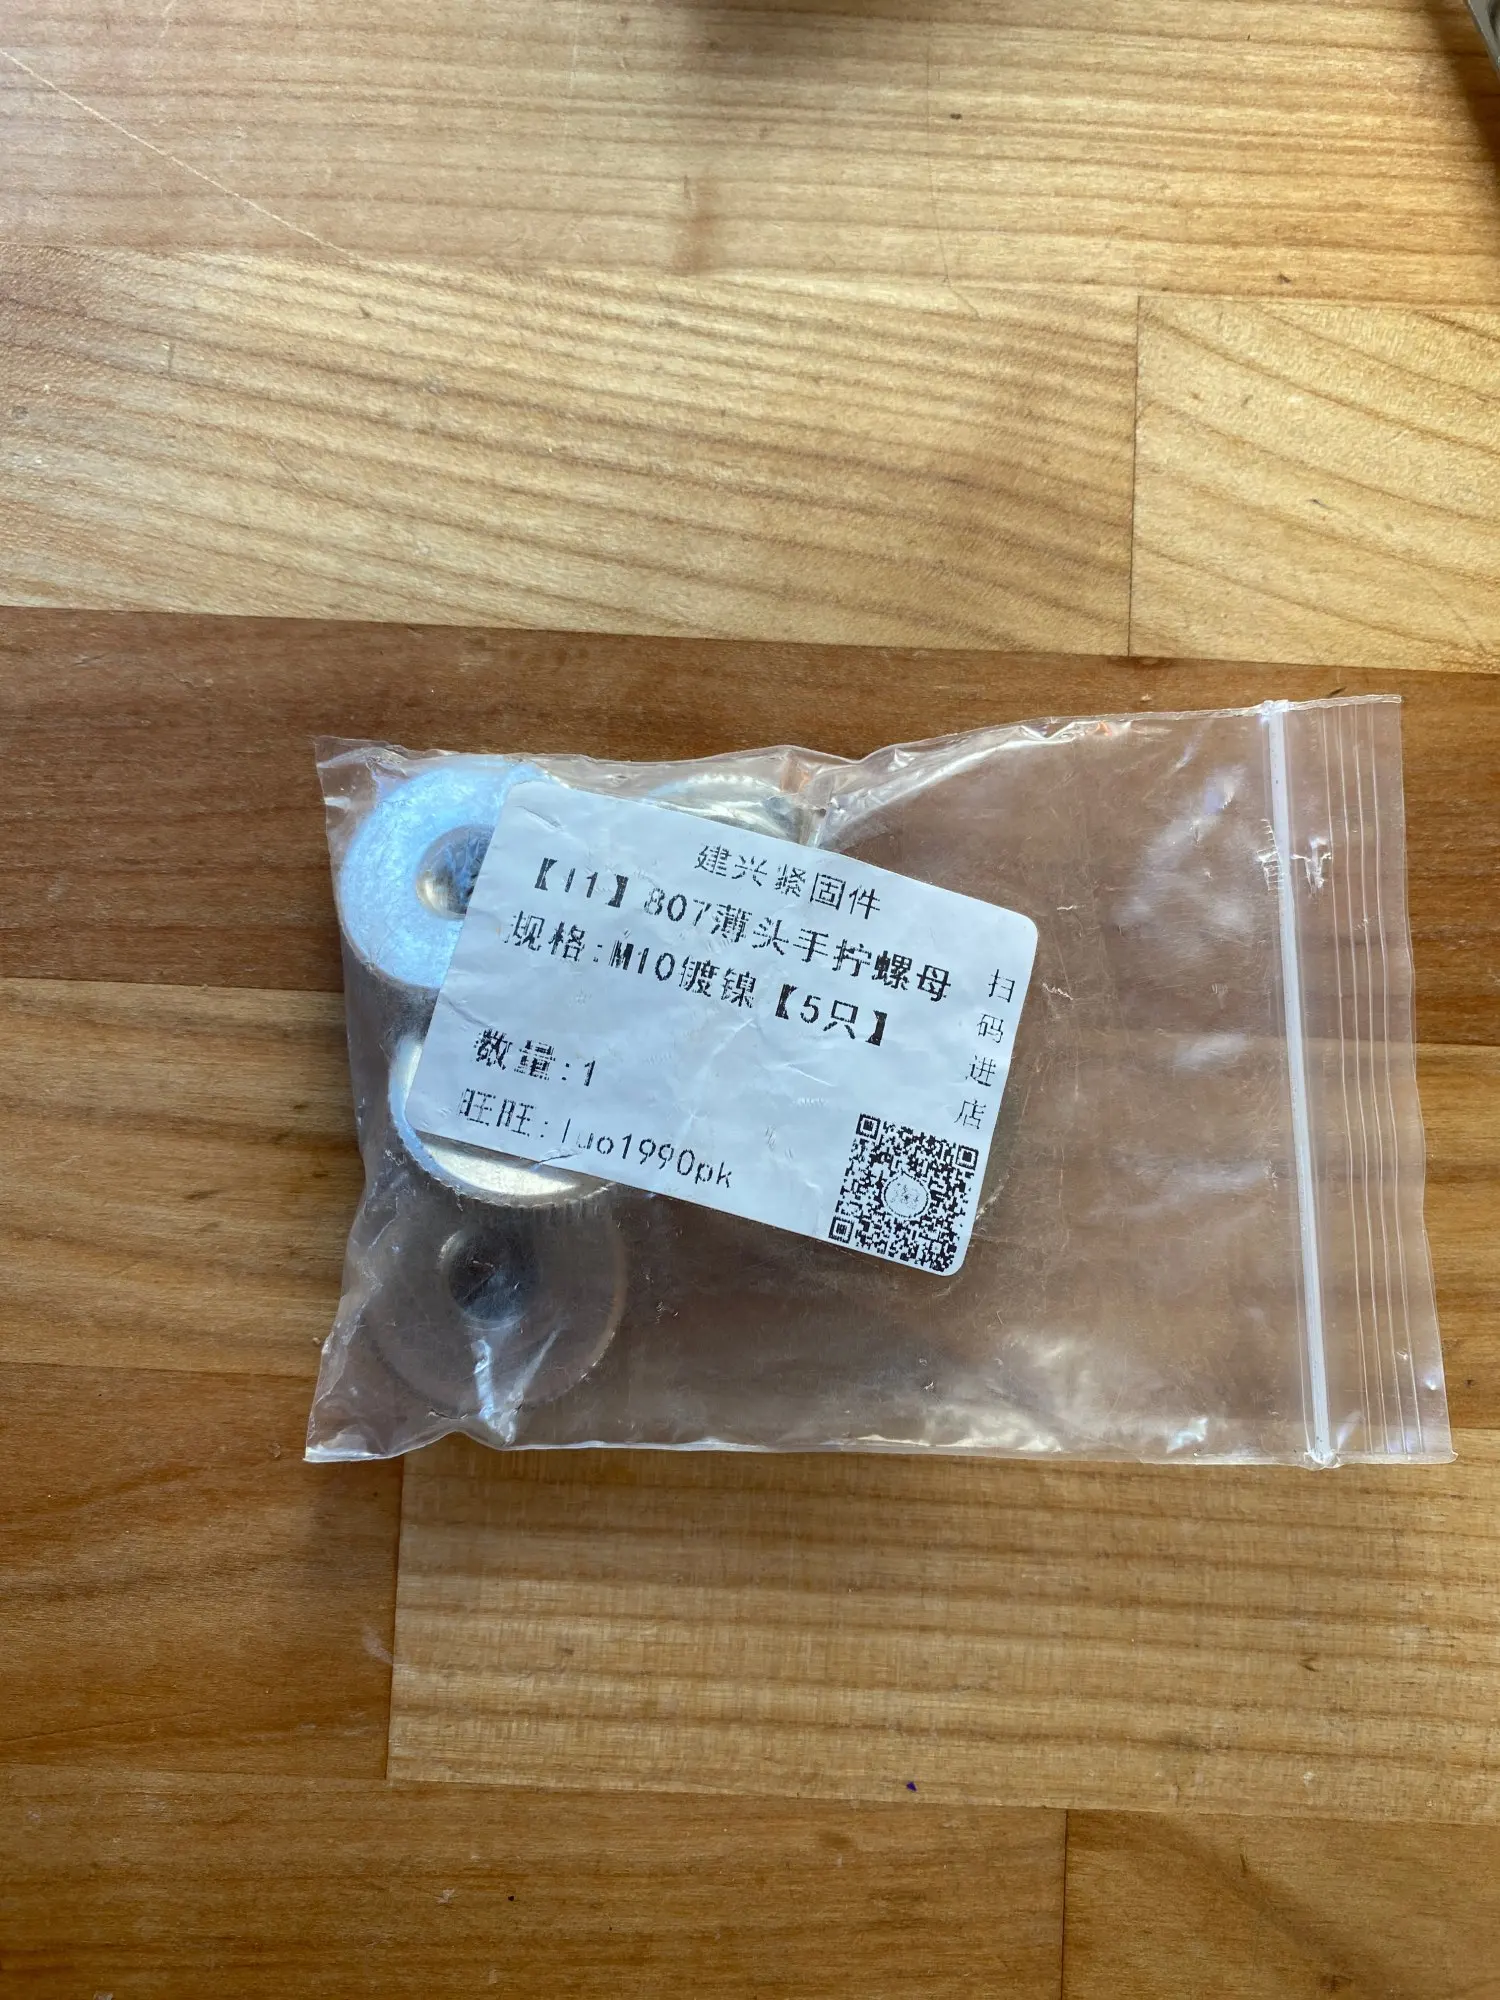 建兴紧固件
【I1】807薄头手拧螺母
规格:M10镀镍【5只】
数量:1
旺旺:luo1990pk
扫码进店